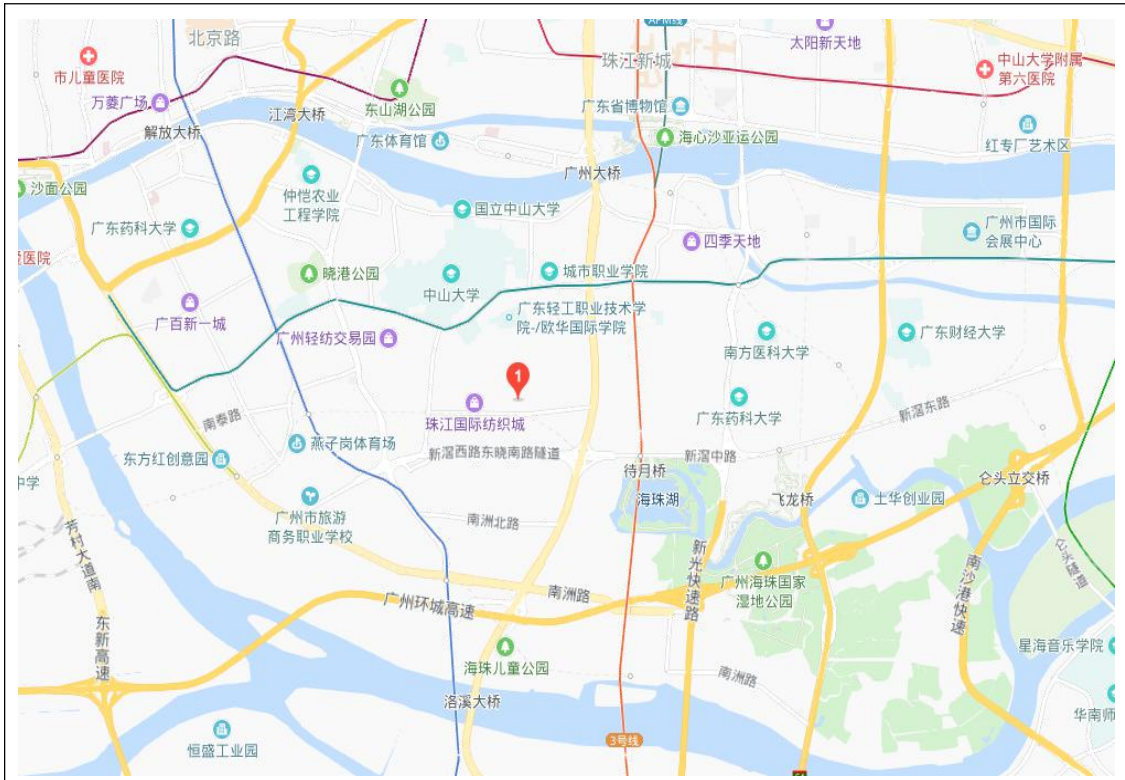 APM线
北京路
太阳新天地
珠江新城
中山大学附属
第六医院
市儿童医院
万菱广场
东山湖公园
江湾大桥
解放大桥
广东省博物馆
广东体育馆
海心沙亚运公园
红专厂艺术区
广州大桥
沙面公园
仲恺农业
工程学院
国立中山大学
广东药科大学
广州市国际
会展中心
四季天地
医院
晓港公园
中山大学
城市职业学院
广百新一城
广东轻工职业技术学
院-/欧华国际学院
广州轻纺交易园
南方医科大学
广东财经大学
1
珠江国际纺织城
广东药科大学
新滘东路
南泰路
燕子岗体育场
新滘西路东晓南路隧道
新滘中路
东方红创意园
待月桥
仑头立交桥
中学
海珠湖
飞龙桥
土华创业园
广州市旅游
商务职业学校
南洲北路
芳村大道南
新光快速路
仑头隧道
广州海珠国家
湿地公园
南沙港快速
南洲路
广州环城高速
东新高速
星海音乐学院
海珠儿童公园
南洲路
洛溪大桥
华南师
恒盛工业园
3号线